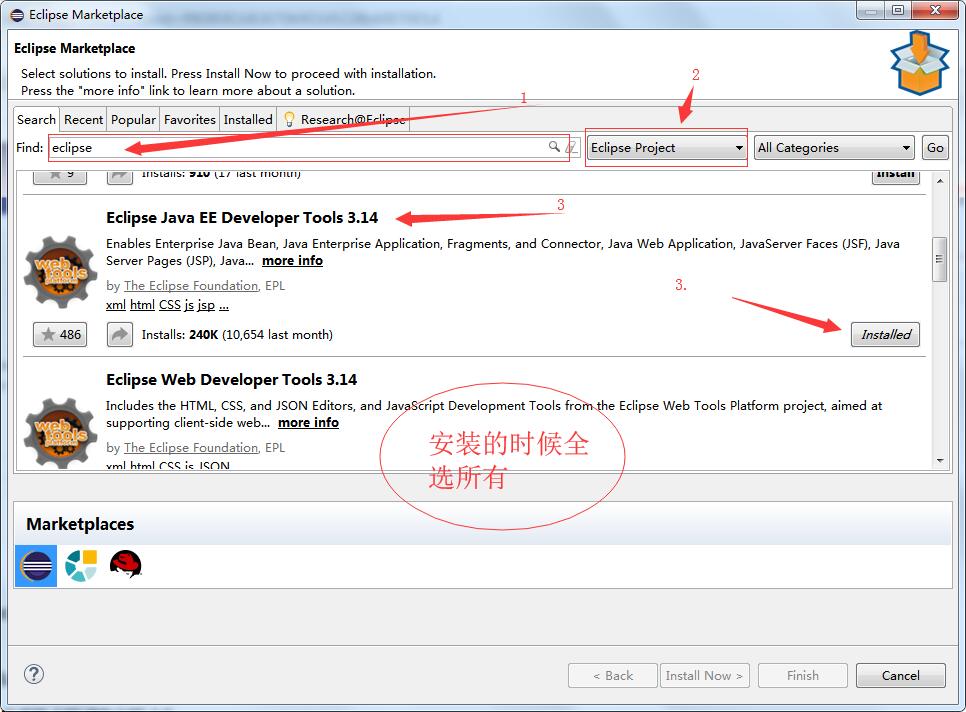 Eclipse Marketplace
Eclipse Marketplace
Select solutions to install. Press Install Now to proceed with installation.
Press the "more info" link to learn more about a solution.
1
2
Search Recent Popular Favorites Installed Research@Eclipse
Find: eclipse Eclipse Project All Categories Go
9 Installs: 910 (17 last month) Install
Eclipse Java EE Developer Tools 3.14
3
Enables Enterprise Java Bean, Java Enterprise Application, Fragments, and Connector, Java Web Application, JavaServer Faces (JSF), Java
Server Pages (JSP), Java... more info
by The Eclipse Foundation, EPL
3.
xml html CSS js jsp ...
486 Installs: 240K (10,654 last month) Installed
Eclipse Web Developer Tools 3.14
Includes the HTML, CSS, and JSON Editors, and JavaScript Development Tools from the Eclipse Web Tools Platform project, aimed at
supporting client-side web... more info
by The Eclipse Foundation, EPL
xml html CSS is JSON
安装的时候全
选所有
Marketplaces
? < Back Install Now > Finish Cancel
web
tools
platform
web
tools
platform